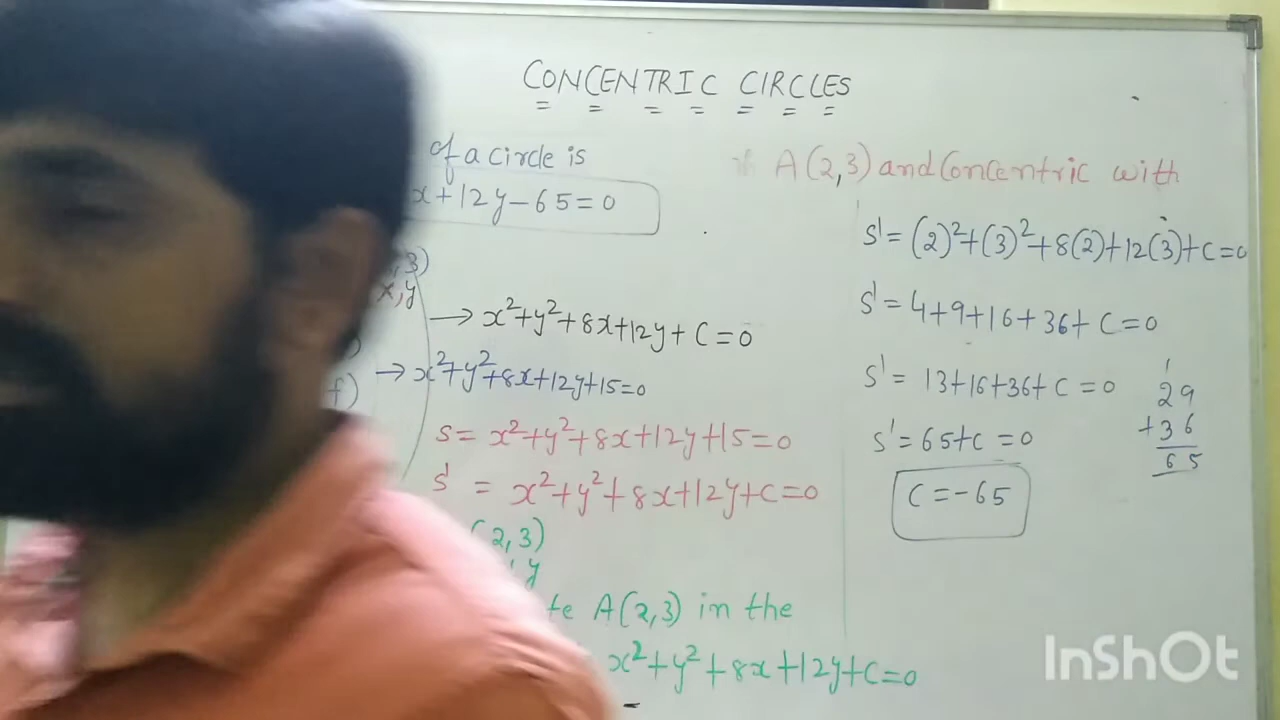 CONCENTRIC CIRCLES
of a circle is
x+12y-65=0
,3)
x,y
→ x²+y²+8x+12y+C=0
→ x²+y²+8x+12y+15=0
f)
S= x²+y²+8x+12y+15=0
S' = x²+y²+8x+12y+C=0
(2,3)
y
te A(2,3) in the
x²+y²+8x+12y+C=0
A(2,3) and Concentric with
S'= (2)²+(3)²+8(2)+12(3)+C=0
S'= 4+9+16+36+C=0
S'= 13+16+36+C=0
S'=65+C=0
C=-65
1
29
+36
65
InShOt